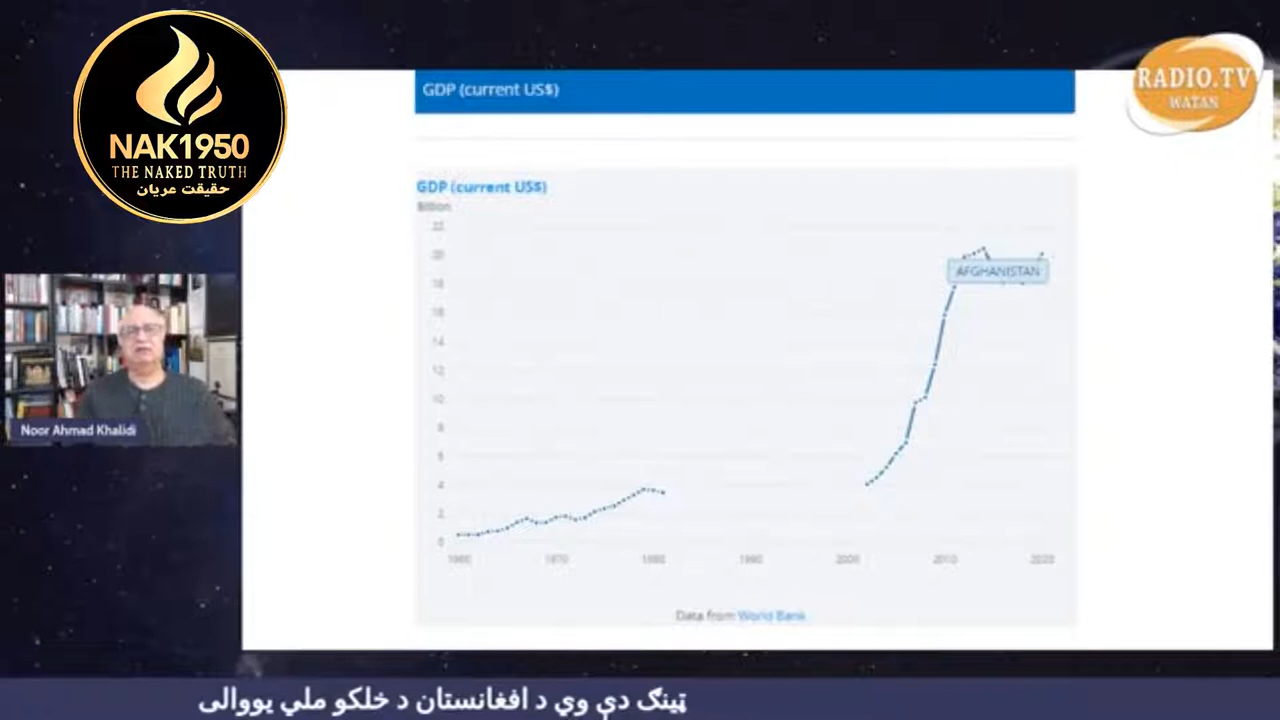 NAK1950
THE NAKED TRUTH
حقیقت عریان
RADIO.TV
WATAN
GDP (current US$)
GDP (current US$)
Billion
22
20
18
16
14
12
10
8
6
4
2
0
AFGHANISTAN
1960
1970
1980
1990
2000
2010
2020
Data from World Bank
Noor Ahmad Khalidi
ټینګ دې وي د افغانستان د خلکو ملي یووالی